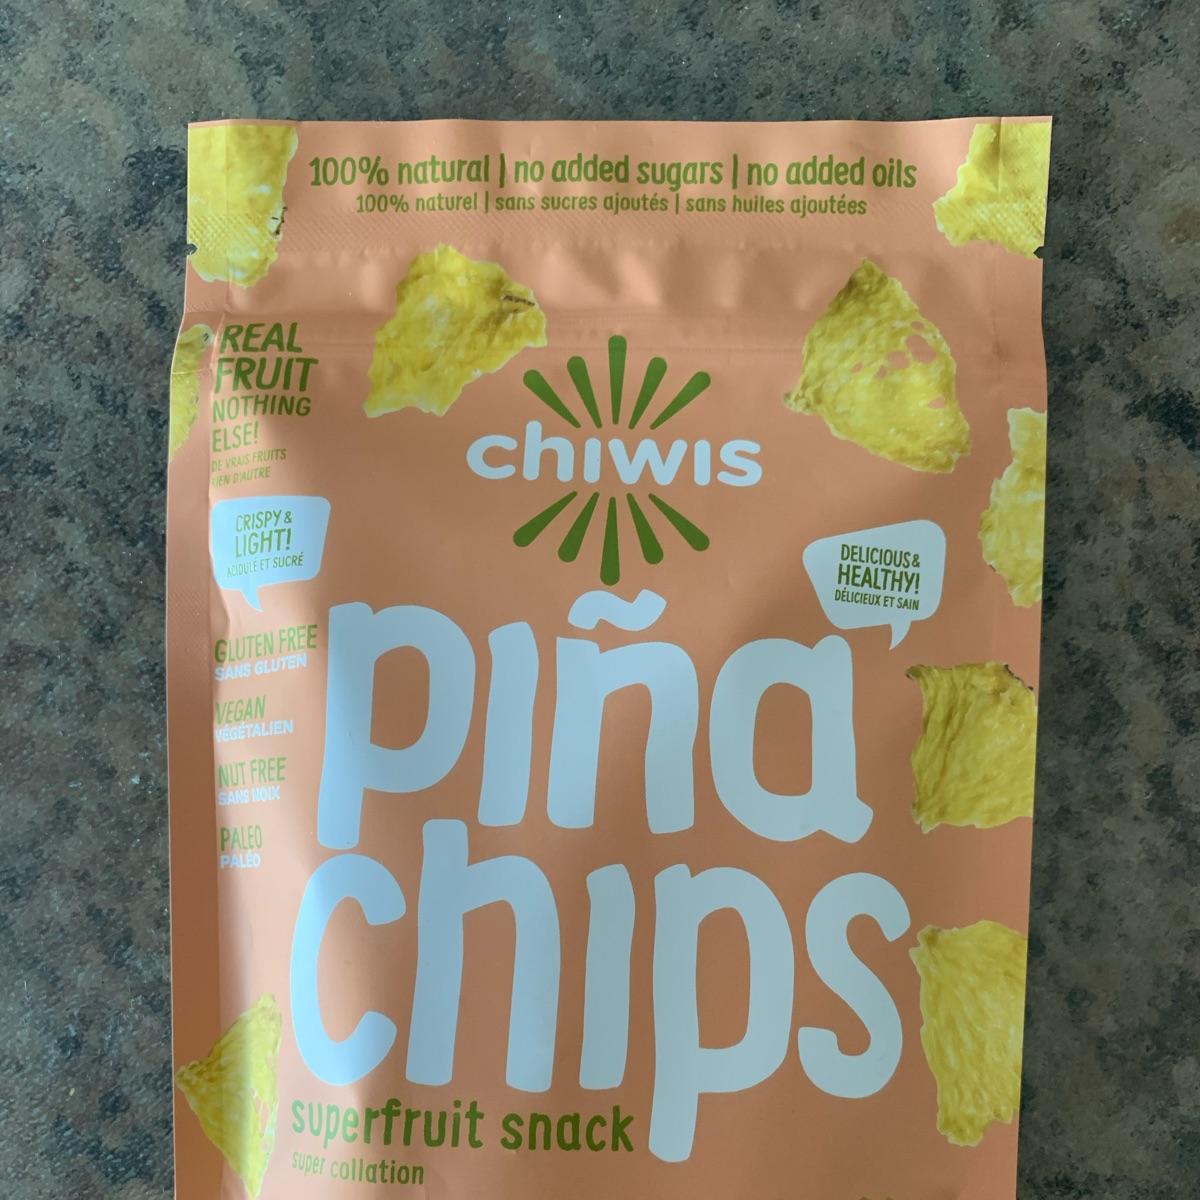 100% natural | no added sugars | no added oils
100% naturel | sans sucres ajoutés | sans huiles ajoutées
REAL
FRUIT
NOTHING
ELSE!
DE VRAIS FRUITS
RIEN D'AUTRE
chiwis
CRISPY &
LIGHT!
ACIDULÉ ET SUCRÉ
DELICIOUS &
HEALTHY!
DÉLICIEUX ET SAIN
GLUTEN FREE
SANS GLUTEN
VEGAN
VÉGÉTALIEN
NUT FREE
SANS NOIX
PALEO
PALÉO
piña
chips
superfruit snack
super collation